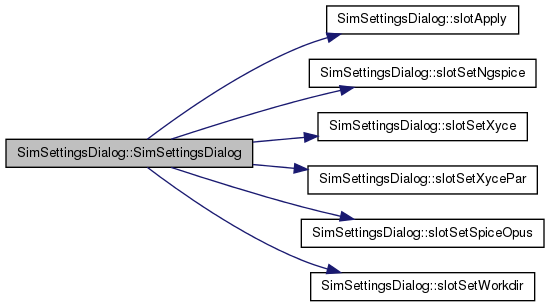 SimSettingsDialog::slotApply
SimSettingsDialog::slotSetNgspice
SimSettingsDialog::slotSetXyce
SimSettingsDialog::SimSettingsDialog
SimSettingsDialog::slotSetXycePar
SimSettingsDialog::slotSetSpiceOpus
SimSettingsDialog::slotSetWorkdir